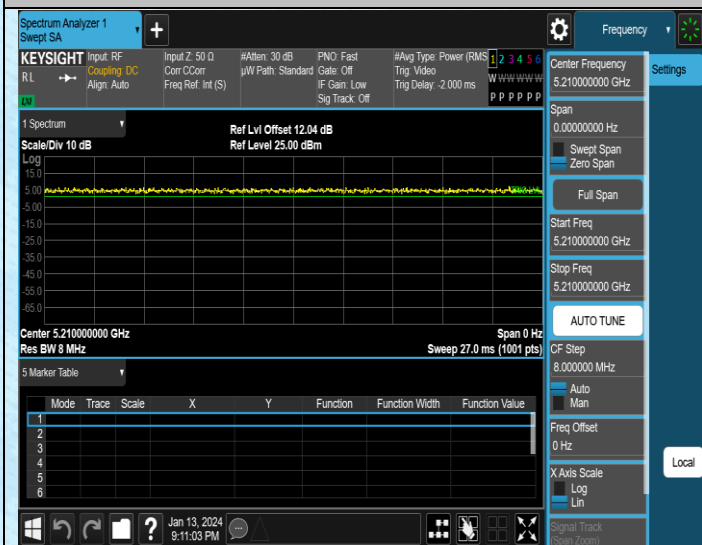 Spectrum Analyzer 1
Swept SA
Frequency
KEYSIGHT
RL
LXI
Input: RF
Coupling: DC
Align: Auto
Input Z: 50 Ω
Corr CCorr
Freq Ref: Int (S)
#Atten: 30 dB
µW Path: Standard
PNO: Fast
Gate: Off
IF Gain: Low
Sig Track: Off
#Avg Type: Power (RMS
Trig: Video
Trig Delay: -2.000 ms
1 2 3 4 5 6
W W W W W W
P P P P P P
Center Frequency
5.210000000 GHz
Settings
Span
0.00000000 Hz
Swept Span
Zero Span
Full Span
Start Freq
5.210000000 GHz
Stop Freq
5.210000000 GHz
AUTO TUNE
CF Step
8.000000 MHz
Auto
Man
Freq Offset
0 Hz
X Axis Scale
Log
Lin
Signal Track
(Span Zoom)
Local
1 Spectrum
Scale/Div 10 dB
Ref Lvl Offset 12.04 dB
Ref Level 25.00 dBm
Log
15.0
5.00
-5.00
-15.0
-25.0
-35.0
-45.0
-55.0
-65.0
Center 5.210000000 GHz
Res BW 8 MHz
Span 0 Hz
Sweep 27.0 ms (1001 pts)
5 Marker Table
Mode Trace Scale X Y Function Function Width Function Value
1
2
3
4
5
6
?
Jan 13, 2024
9:11:03 PM